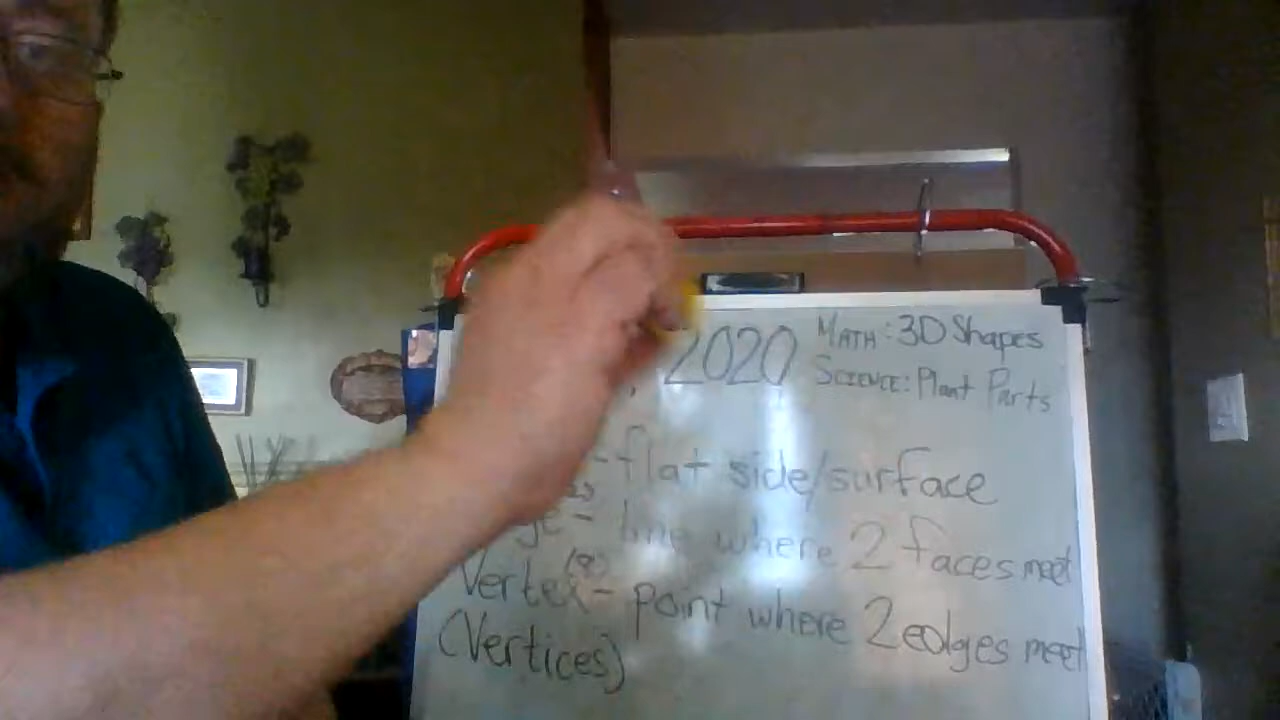 2020
MATH: 3D Shapes
SCIENCE: Plant Parts
- flat side/surface
- line where 2 faces meet
Vertex - point where 2 edges meet
(Vertices)